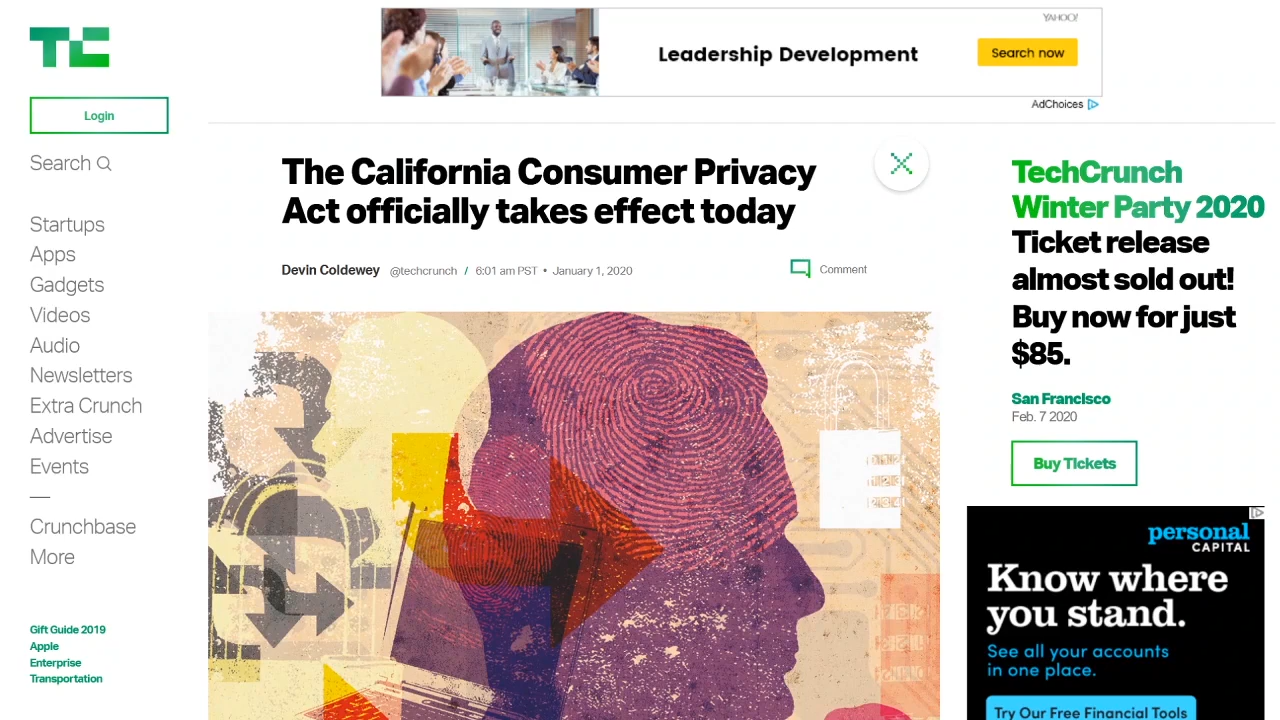 TC
Login
Search
Startups
Apps
Gadgets
Videos
Audio
Newsletters
Extra Crunch
Advertise
Events
—
Crunchbase
More
Gift Guide 2019
Apple
Enterprise
Transportation
YAHOO!
Leadership Development
Search now
AdChoices
The California Consumer Privacy
Act officially takes effect today
Devin Coldewey @techcrunch / 6:01 am PST • January 1, 2020
Comment
TechCrunch
Winter Party 2020
Ticket release
almost sold out!
Buy now for just
$85.
San Francisco
Feb. 7 2020
Buy Tickets
personal
CAPITAL
Know where
you stand.
See all your accounts
in one place.
Try Our Free Financial Tools